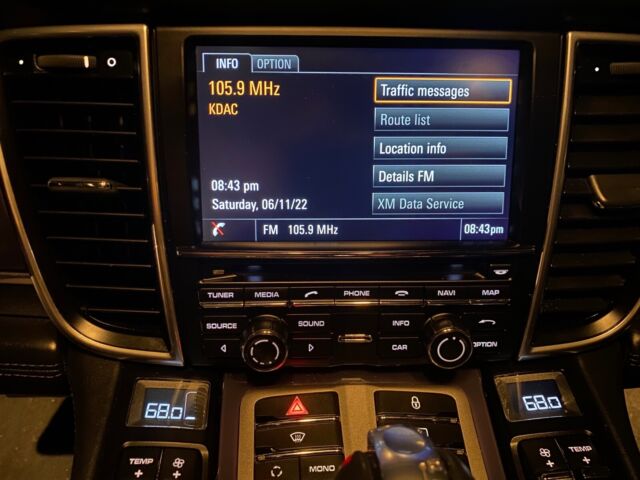 INFO OPTION
105.9 MHz
KDAC
Traffic messages
Route list
Location info
Details FM
XM Data Service
08:43 pm
Saturday, 06/11/22
FM 105.9 MHz 08:43pm
TUNER MEDIA PHONE NAVI MAP
SOURCE SOUND INFO
CAR OPTION
68.0 68.0
TEMP TEMP
MONO